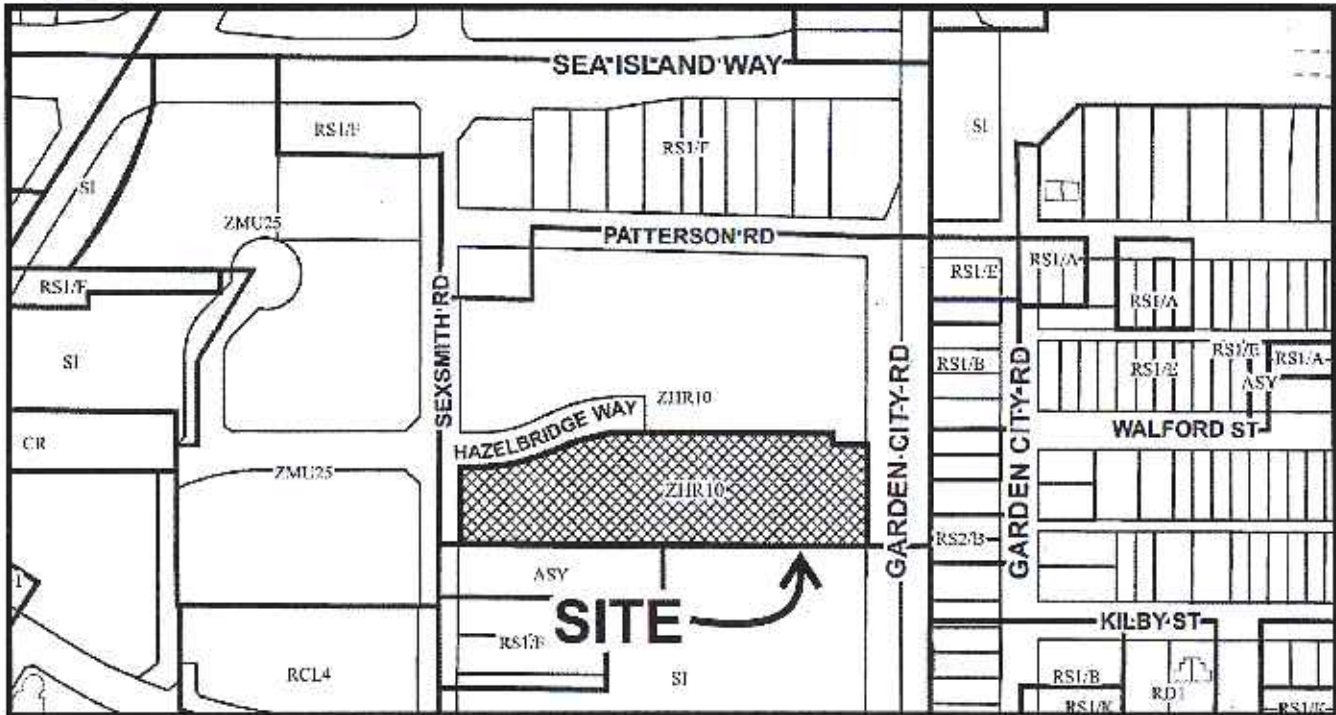 SEA ISLAND WAY
RS1/F
RS1/F
SI
SI
ZMU25
PATTERSON RD
RS1/F
RS1/E
RS1/A
RS1/A
SEXSMITH RD
SI
GARDEN CITY RD
RS1/B
GARDEN CITY RD
RS1/E
RS1/E
RS1/A
ASY
ZHR10
HAZELBRIDGE WAY
CR
WALFORD ST
ZMU25
ZHR10
RS2/B
ASY
SITE
RS1/F
KILBY ST
RCL4
SI
RS1/B
RD1
RS1/K
RS1/K